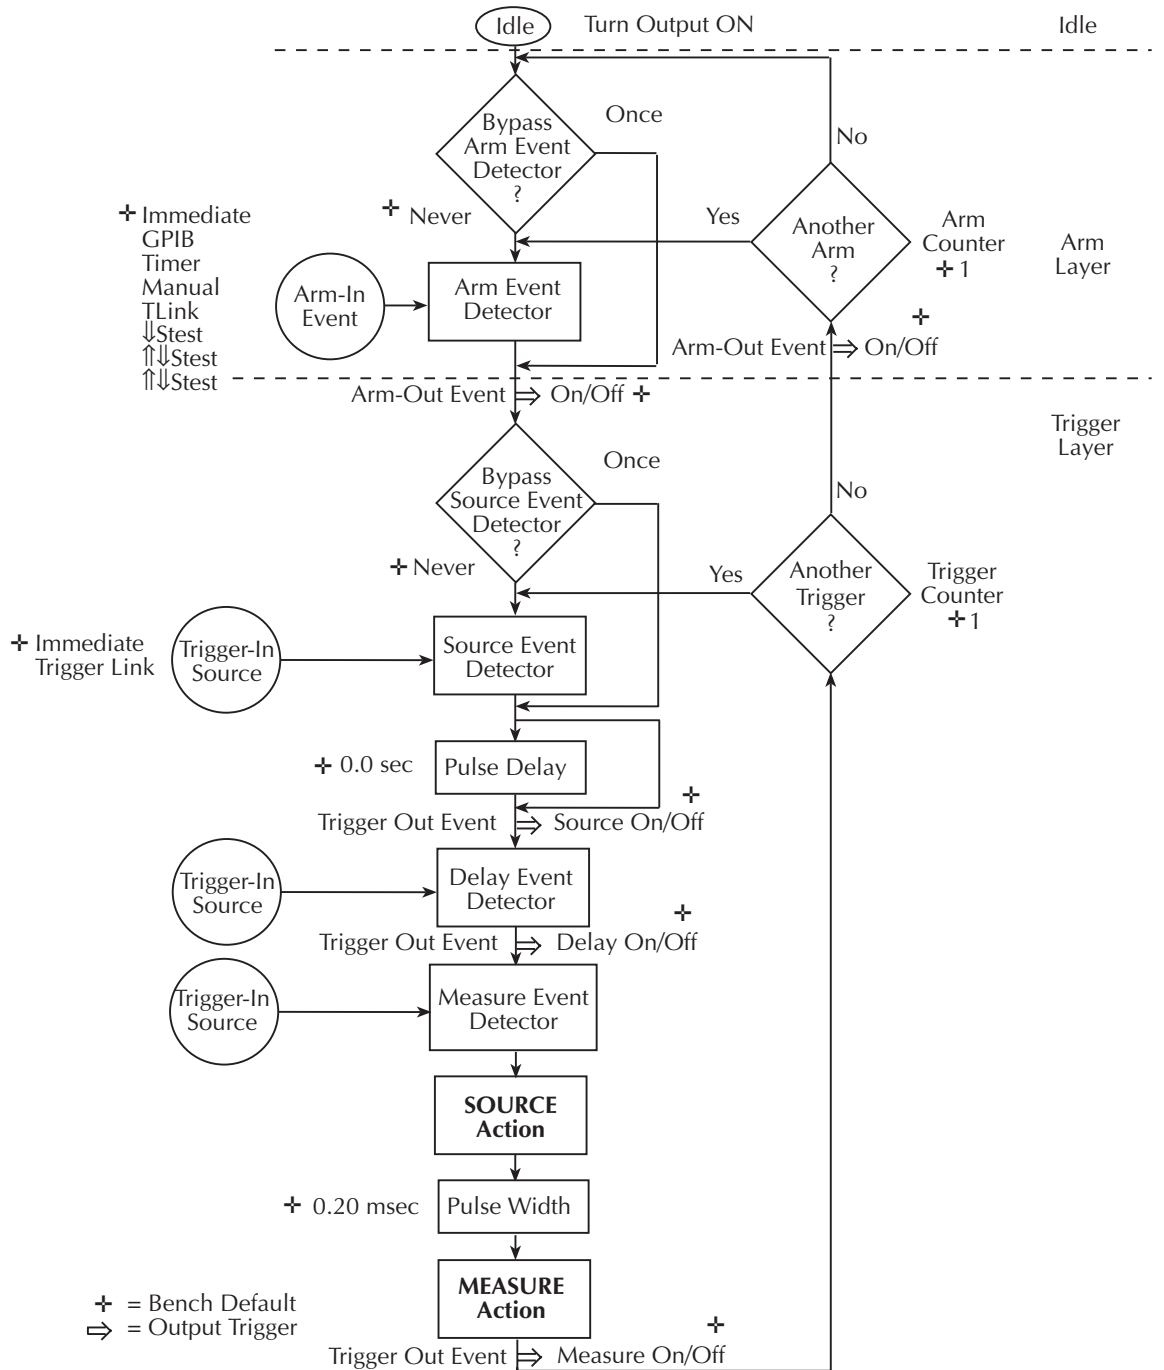 Idle
Turn Output ON
Idle
Bypass
Arm Event
Detector
?
Once
No
✛ Never
Yes
Another
Arm
?
Arm
Counter
✛ 1
Arm
Layer
✛ Immediate
GPIB
Timer
Manual
TLink
⇓Stest
⇑⇓Stest
⇑⇓Stest
Arm-In
Event
Arm Event
Detector
✛
Arm-Out Event ⇒ On/Off
Arm-Out Event ⇒ On/Off ✛
Trigger
Layer
Bypass
Source Event
Detector
?
Once
No
✛ Never
Yes
Another
Trigger
?
Trigger
Counter
✛ 1
✛ Immediate
Trigger Link
Trigger-In
Source
Source Event
Detector
✛ 0.0 sec
Pulse Delay
✛
Trigger Out Event ⇒ Source On/Off
Trigger-In
Source
Delay Event
Detector
✛
Trigger Out Event ⇒ Delay On/Off
Trigger-In
Source
Measure Event
Detector
SOURCE
Action
✛ 0.20 msec
Pulse Width
MEASURE
Action
✛ = Bench Default
⇒ = Output Trigger
✛
Trigger Out Event ⇒ Measure On/Off